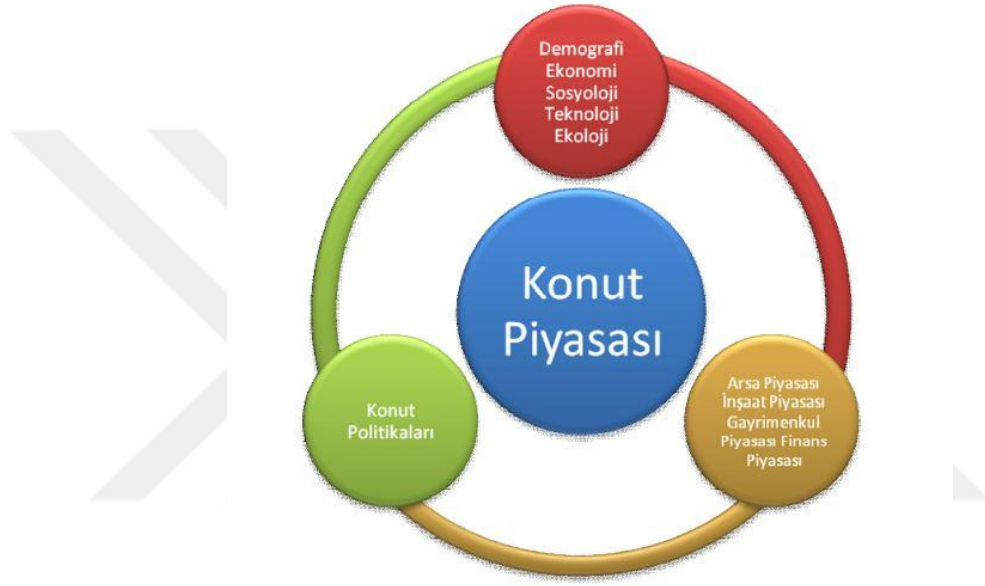 Demografi
Ekonomi
Sosyoloji
Teknoloji
Ekoloji
Konut
Piyasası
Konut
Politikaları
Arsa Piyasası
İnşaat Piyasası
Gayrimenkul
Piyasası Finans
Piyasası